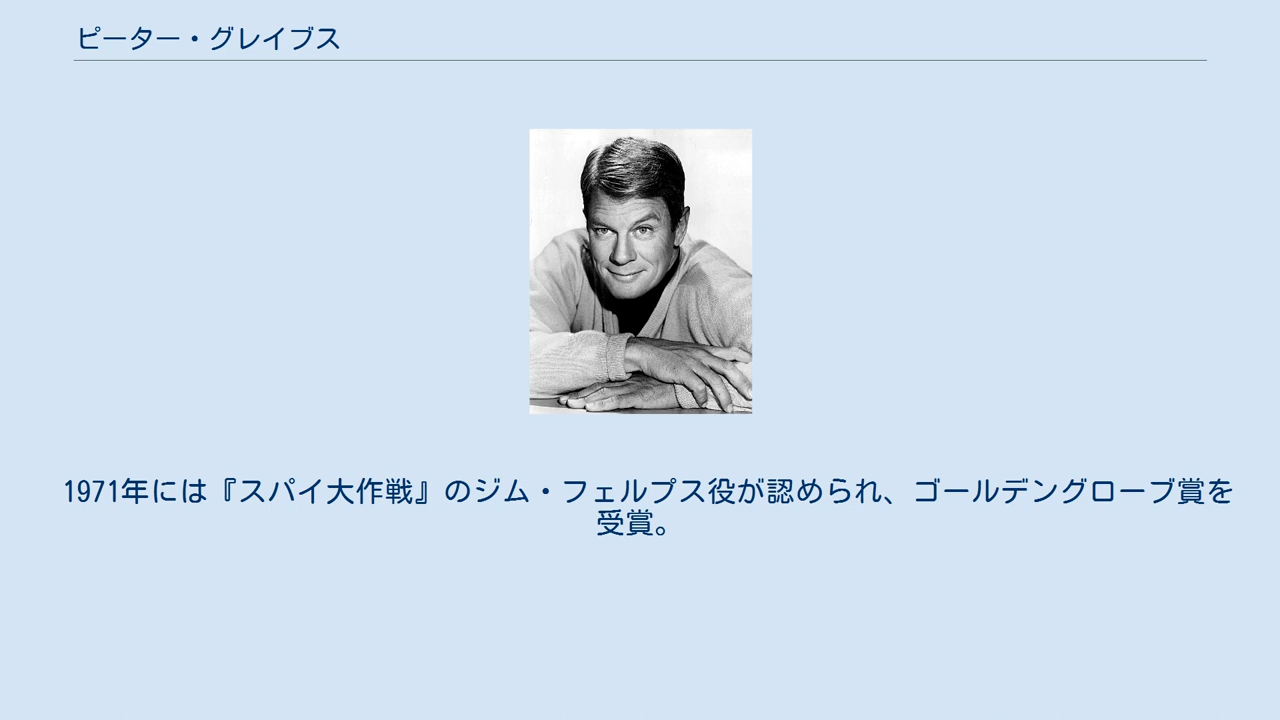 ピーター・グレイブス
1971年には『スパイ大作戦』のジム・フェルプス役が認められ、ゴールデングローブ賞を
受賞。